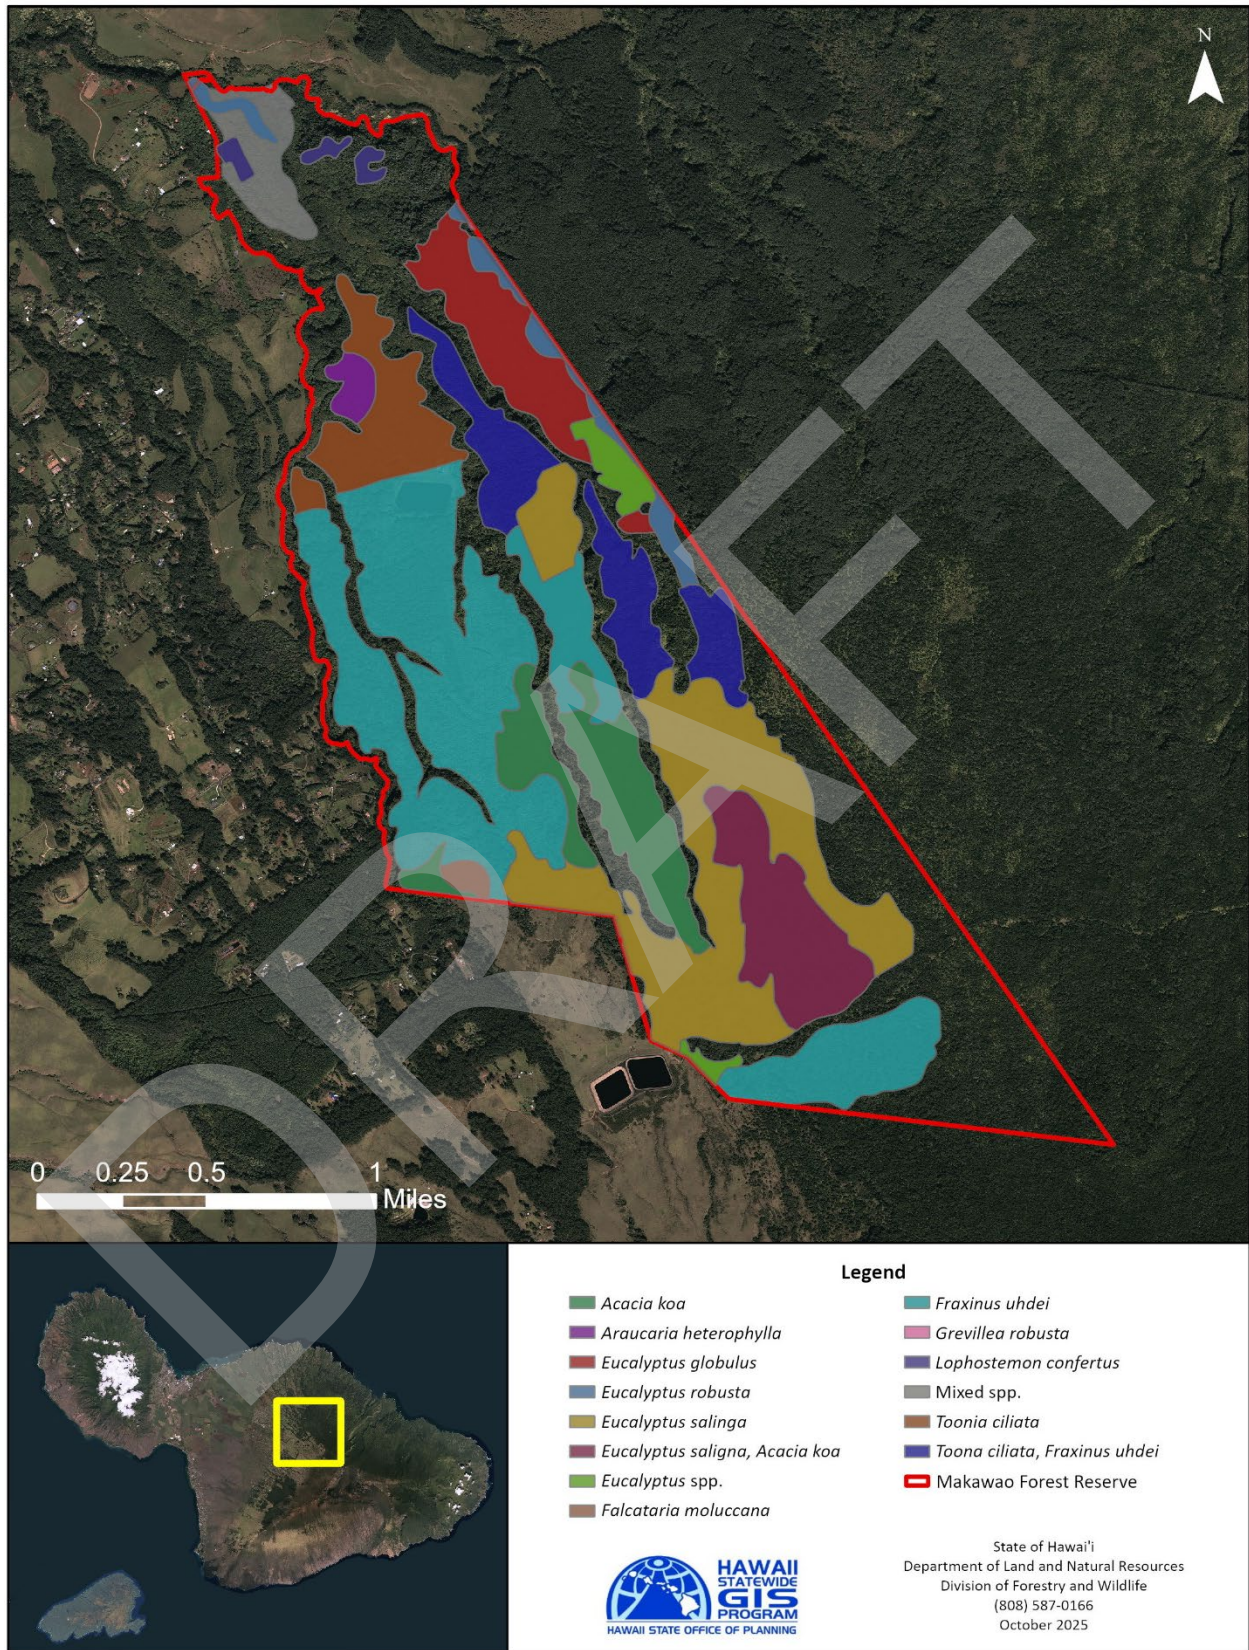 N
DRAFT
0 0.25 0.5 1
Miles
Legend
Acacia koa
Araucaria heterophylla
Eucalyptus globulus
Eucalyptus robusta
Eucalyptus salinga
Eucalyptus saligna, Acacia koa
Eucalyptus spp.
Falcataria moluccana
Fraxinus uhdei
Grevillea robusta
Lophostemon confertus
Mixed spp.
Toonia ciliata
Toona ciliata, Fraxinus uhdei
Makawao Forest Reserve
HAWAII
STATEWIDE
GIS
PROGRAM
HAWAII STATE OFFICE OF PLANNING
State of Hawai'i
Department of Land and Natural Resources
Division of Forestry and Wildlife
(808) 587-0166
October 2025